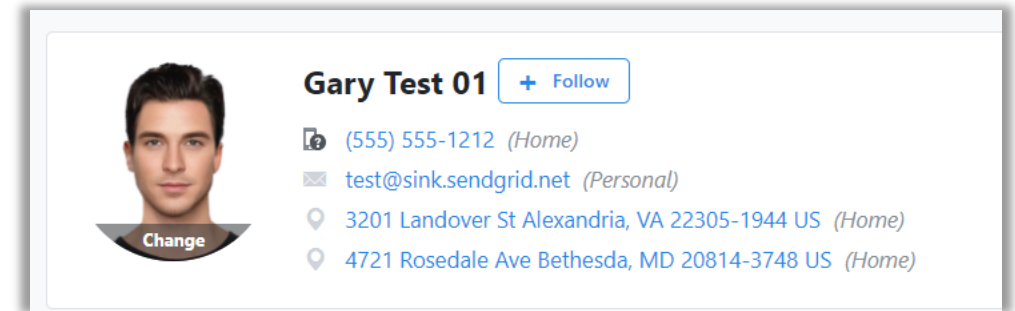 Gary Test 01 + Follow
(555) 555-1212 (Home)
test@sink.sendgrid.net (Personal)
3201 Landover St Alexandria, VA 22305-1944 US (Home)
Change
4721 Rosedale Ave Bethesda, MD 20814-3748 US (Home)